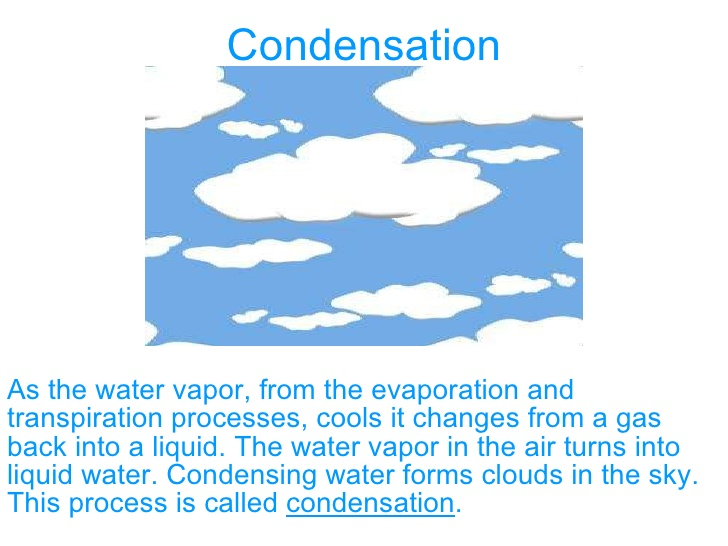 Condensation
As the water vapor, from the evaporation and
transpiration processes, cools it changes from a gas
back into a liquid. The water vapor in the air turns into
liquid water. Condensing water forms clouds in the sky.
This process is called condensation.